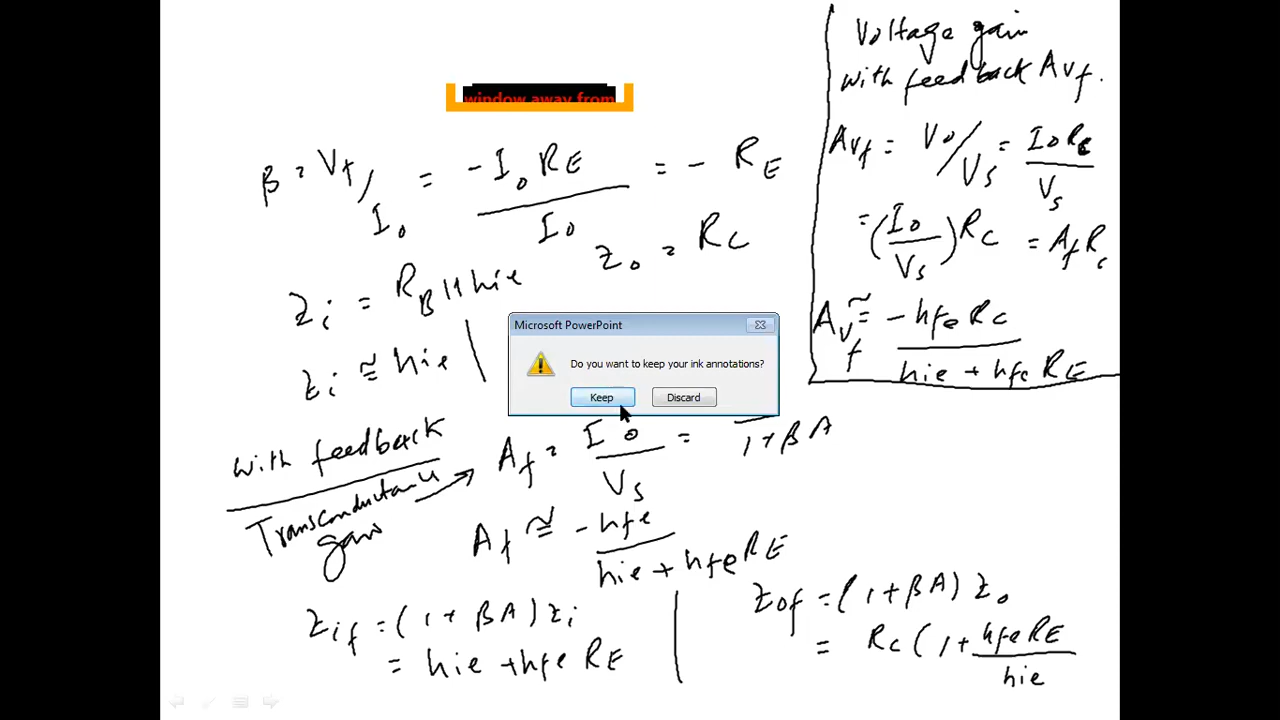 window away from
β = Vf / Io = -Io RE / Io = - RE
Zi = RB || hie
Zo = RC
Zi ≅ hie
With feedback
Transconductance gain → Af = Io / Vs = / 1+βA
Af ≅ -hfe / hie + hfe RE
Zif = (1+ βA) Zi
= hie + hfe RE
Zof = (1+ βA) Zo
= Rc (1 + hfe RE / hie
Voltage gain
with feedback Avf.
Avf = Vo / Vs = Io Rc / Vs
= (Io / Vs) Rc = Af Rc
Avf ≅ -hfe Rc / hie + hfe RE
Microsoft PowerPoint
Do you want to keep your ink annotations?
Keep
Discard